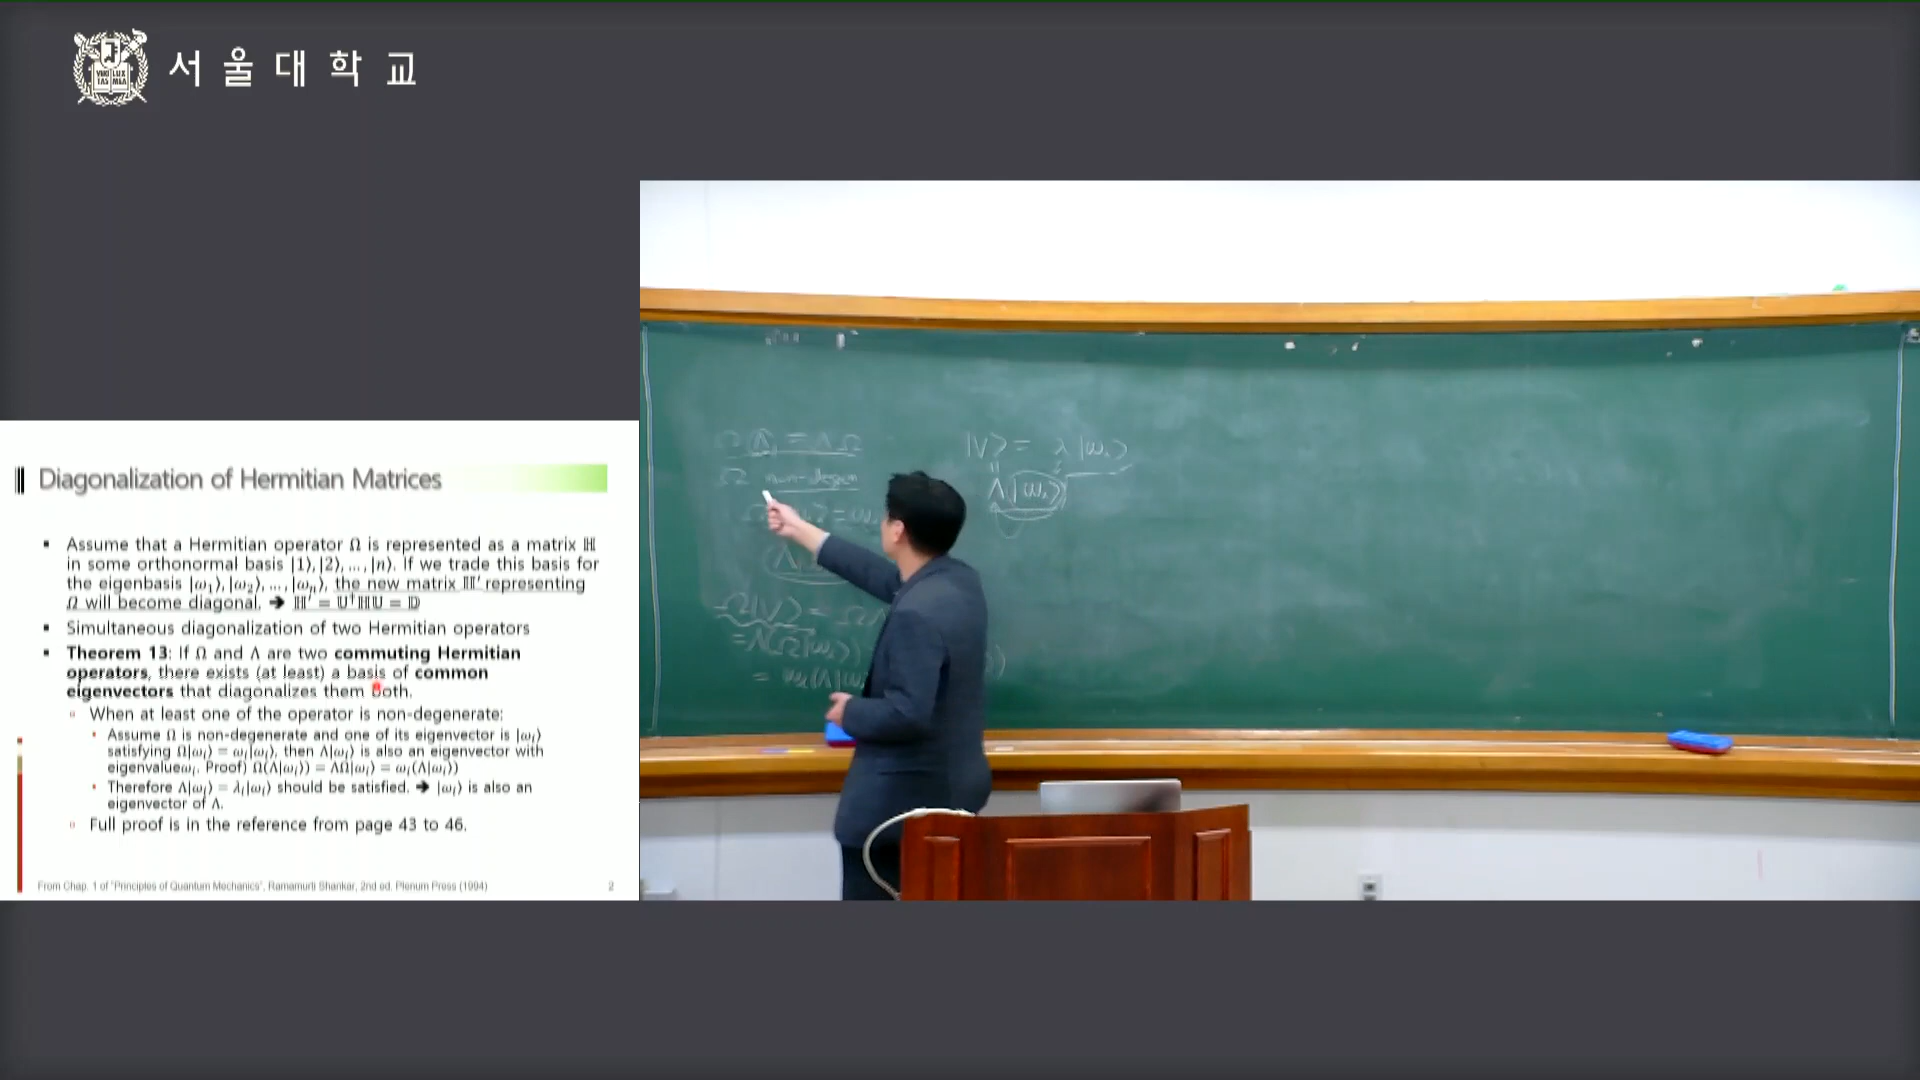 서울대학교
Diagonalization of Hermitian Matrices
▪ Assume that a Hermitian operator Ω is represented as a matrix ℍ
in some orthonormal basis |1⟩, |2⟩, ..., |n⟩. If we trade this basis for
the eigenbasis |ω₁⟩, |ω₂⟩, ..., |ωₙ⟩, the new matrix ℍ′ representing
Ω will become diagonal. ➔ ℍ′ = 𝕌†ℍ𝕌 = 𝔻
▪ Simultaneous diagonalization of two Hermitian operators
▪ Theorem 13: If Ω and Λ are two commuting Hermitian
operators, there exists (at least) a basis of common
eigenvectors that diagonalizes them both.
▫ When at least one of the operator is non-degenerate:
• Assume Ω is non-degenerate and one of its eigenvector is |ωᵢ⟩
satisfying Ω|ωᵢ⟩ = ωᵢ|ωᵢ⟩, then Λ|ωᵢ⟩ is also an eigenvector with
eigenvalueωᵢ. Proof) Ω(Λ|ωᵢ⟩) = ΛΩ|ωᵢ⟩ = ωᵢ(Λ|ωᵢ⟩)
• Therefore Λ|ωᵢ⟩ = λᵢ|ωᵢ⟩ should be satisfied. ➔ |ωᵢ⟩ is also an
eigenvector of Λ.
▫ Full proof is in the reference from page 43 to 46.
From Chap. 1 of "Principles of Quantum Mechanics", Ramamurti Shankar, 2nd ed. Plenum Press (1994)
2
ΩΛ = ΛΩ
Ω non-degen
|V⟩ = λ|ωᵢ⟩
Λ|ωᵢ⟩
Ω|V⟩ = Ω
= Λ(Ω|ωᵢ⟩)
= ωᵢ(Λ|ω